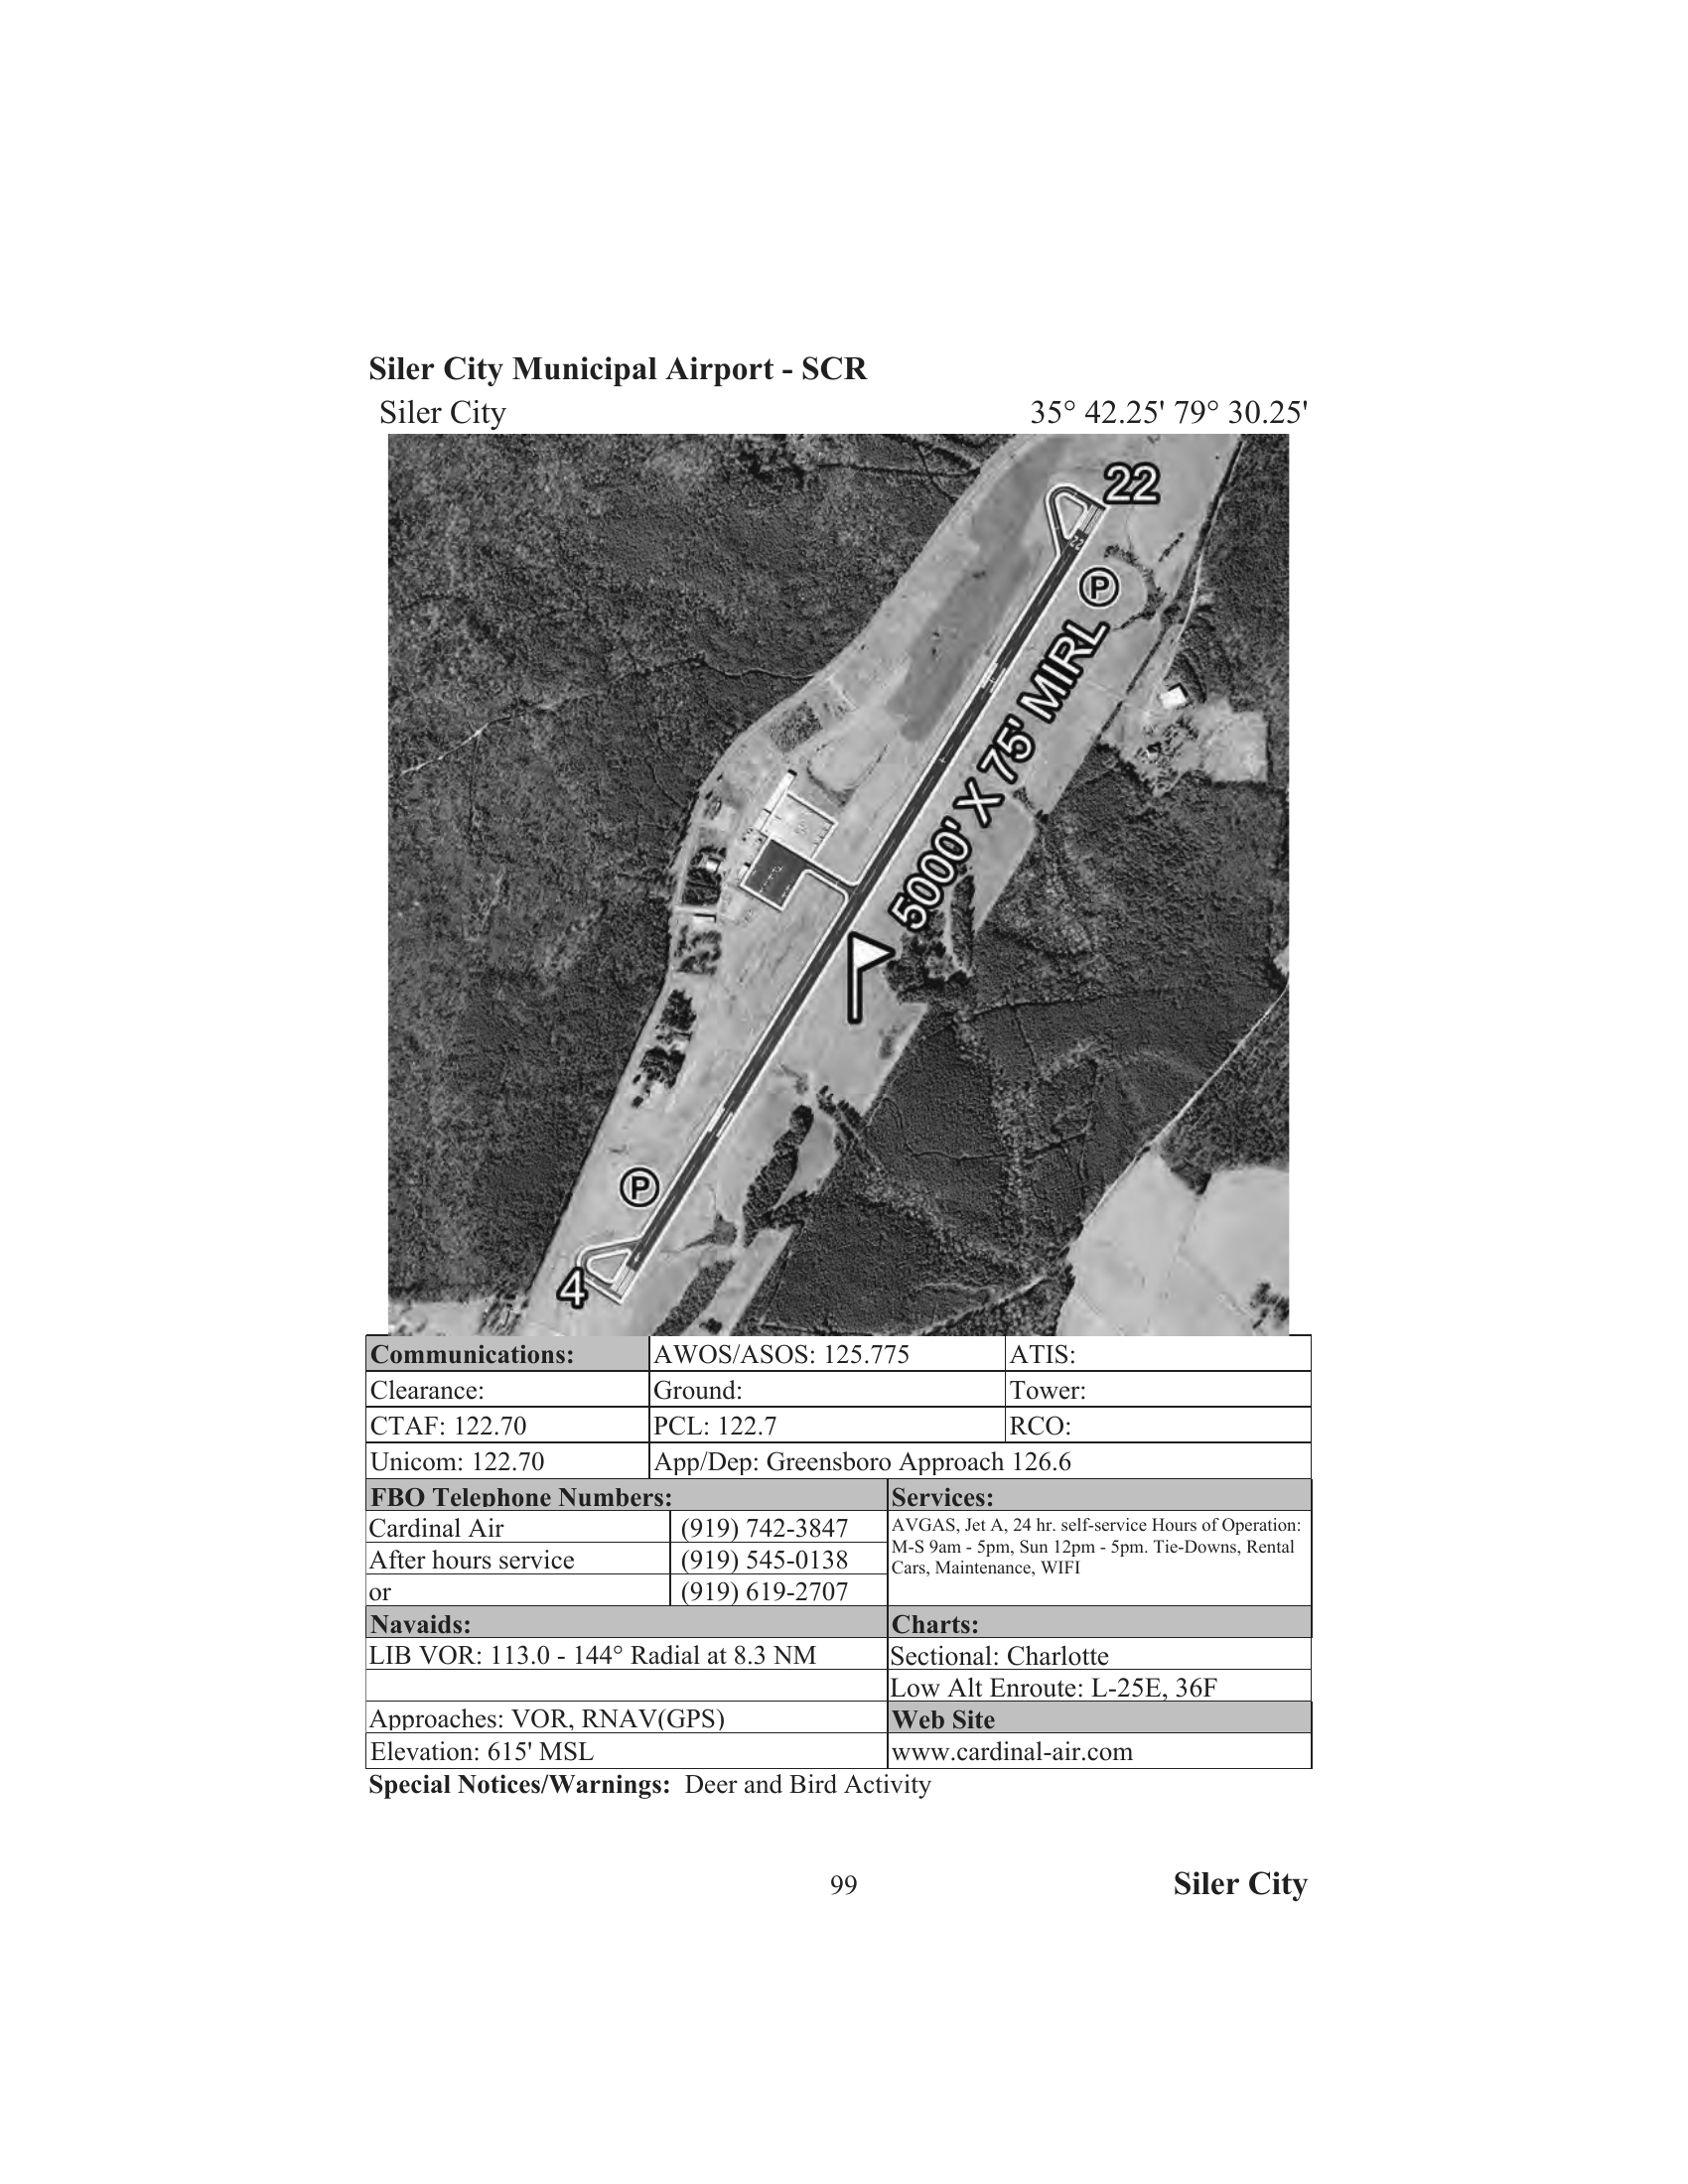 Siler City Municipal Airport - SCR
Siler City 35° 42.25' 79° 30.25'
22
22
P
5000' X 75' MIRL
P
4
Communications: AWOS/ASOS: 125.775 ATIS:
Clearance: Ground: Tower:
CTAF: 122.70 PCL: 122.7 RCO:
Unicom: 122.70 App/Dep: Greensboro Approach 126.6
FBO Telephone Numbers: Services:
Cardinal Air (919) 742-3847
After hours service (919) 545-0138
or (919) 619-2707
AVGAS, Jet A, 24 hr. self-service Hours of Operation:
M-S 9am - 5pm, Sun 12pm - 5pm. Tie-Downs, Rental
Cars, Maintenance, WIFI
Navaids: Charts:
LIB VOR: 113.0 - 144° Radial at 8.3 NM Sectional: Charlotte
Low Alt Enroute: L-25E, 36F
Approaches: VOR, RNAV(GPS) Web Site
Elevation: 615' MSL www.cardinal-air.com
Special Notices/Warnings: Deer and Bird Activity
99 Siler City